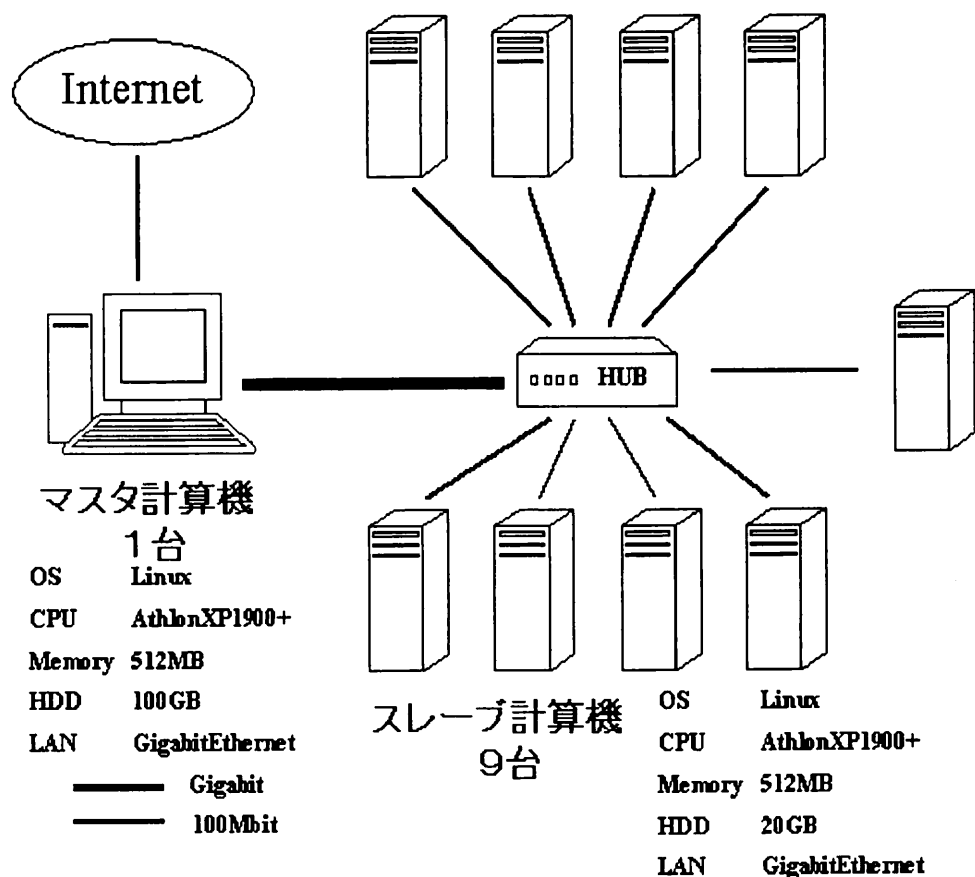 Internet
HUB
マスタ計算機
1台
OS Linux
CPU AthlonXP1900+
Memory 512MB
HDD 100GB
LAN GigabitEthernet
Gigabit
100Mbit
スレーブ計算機
9台
OS Linux
CPU AthlonXP1900+
Memory 512MB
HDD 20GB
LAN GigabitEthernet